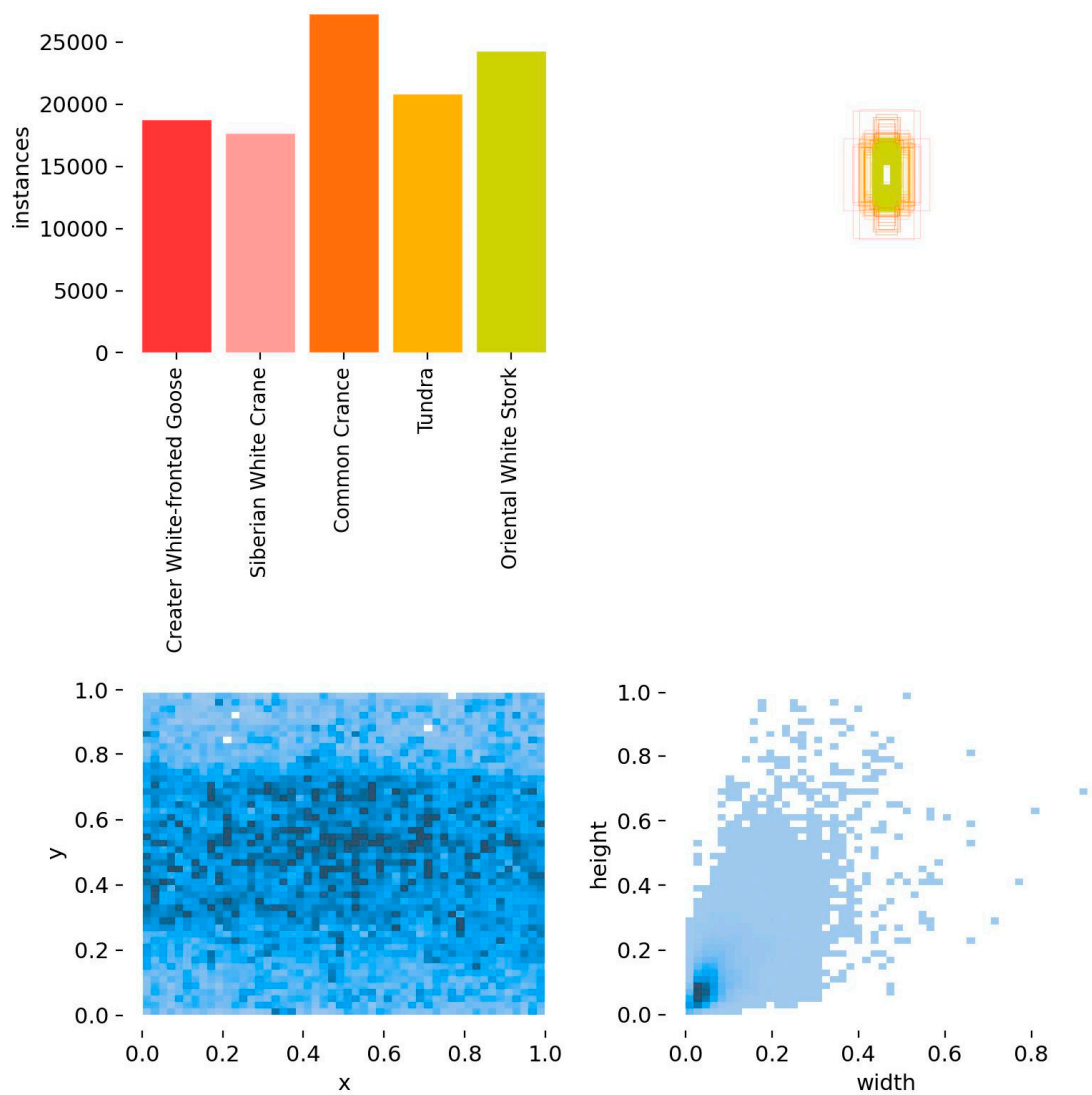 25000
20000
15000
10000
5000
0
instances
Creater White-fronted Goose
Siberian White Crane
Common Crance
Tundra
Oriental White Stork
1.0
0.8
0.6
0.4
0.2
0.0
y
0.0 0.2 0.4 0.6 0.8 1.0
x
1.0
0.8
0.6
0.4
0.2
0.0
height
0.0 0.2 0.4 0.6 0.8
width